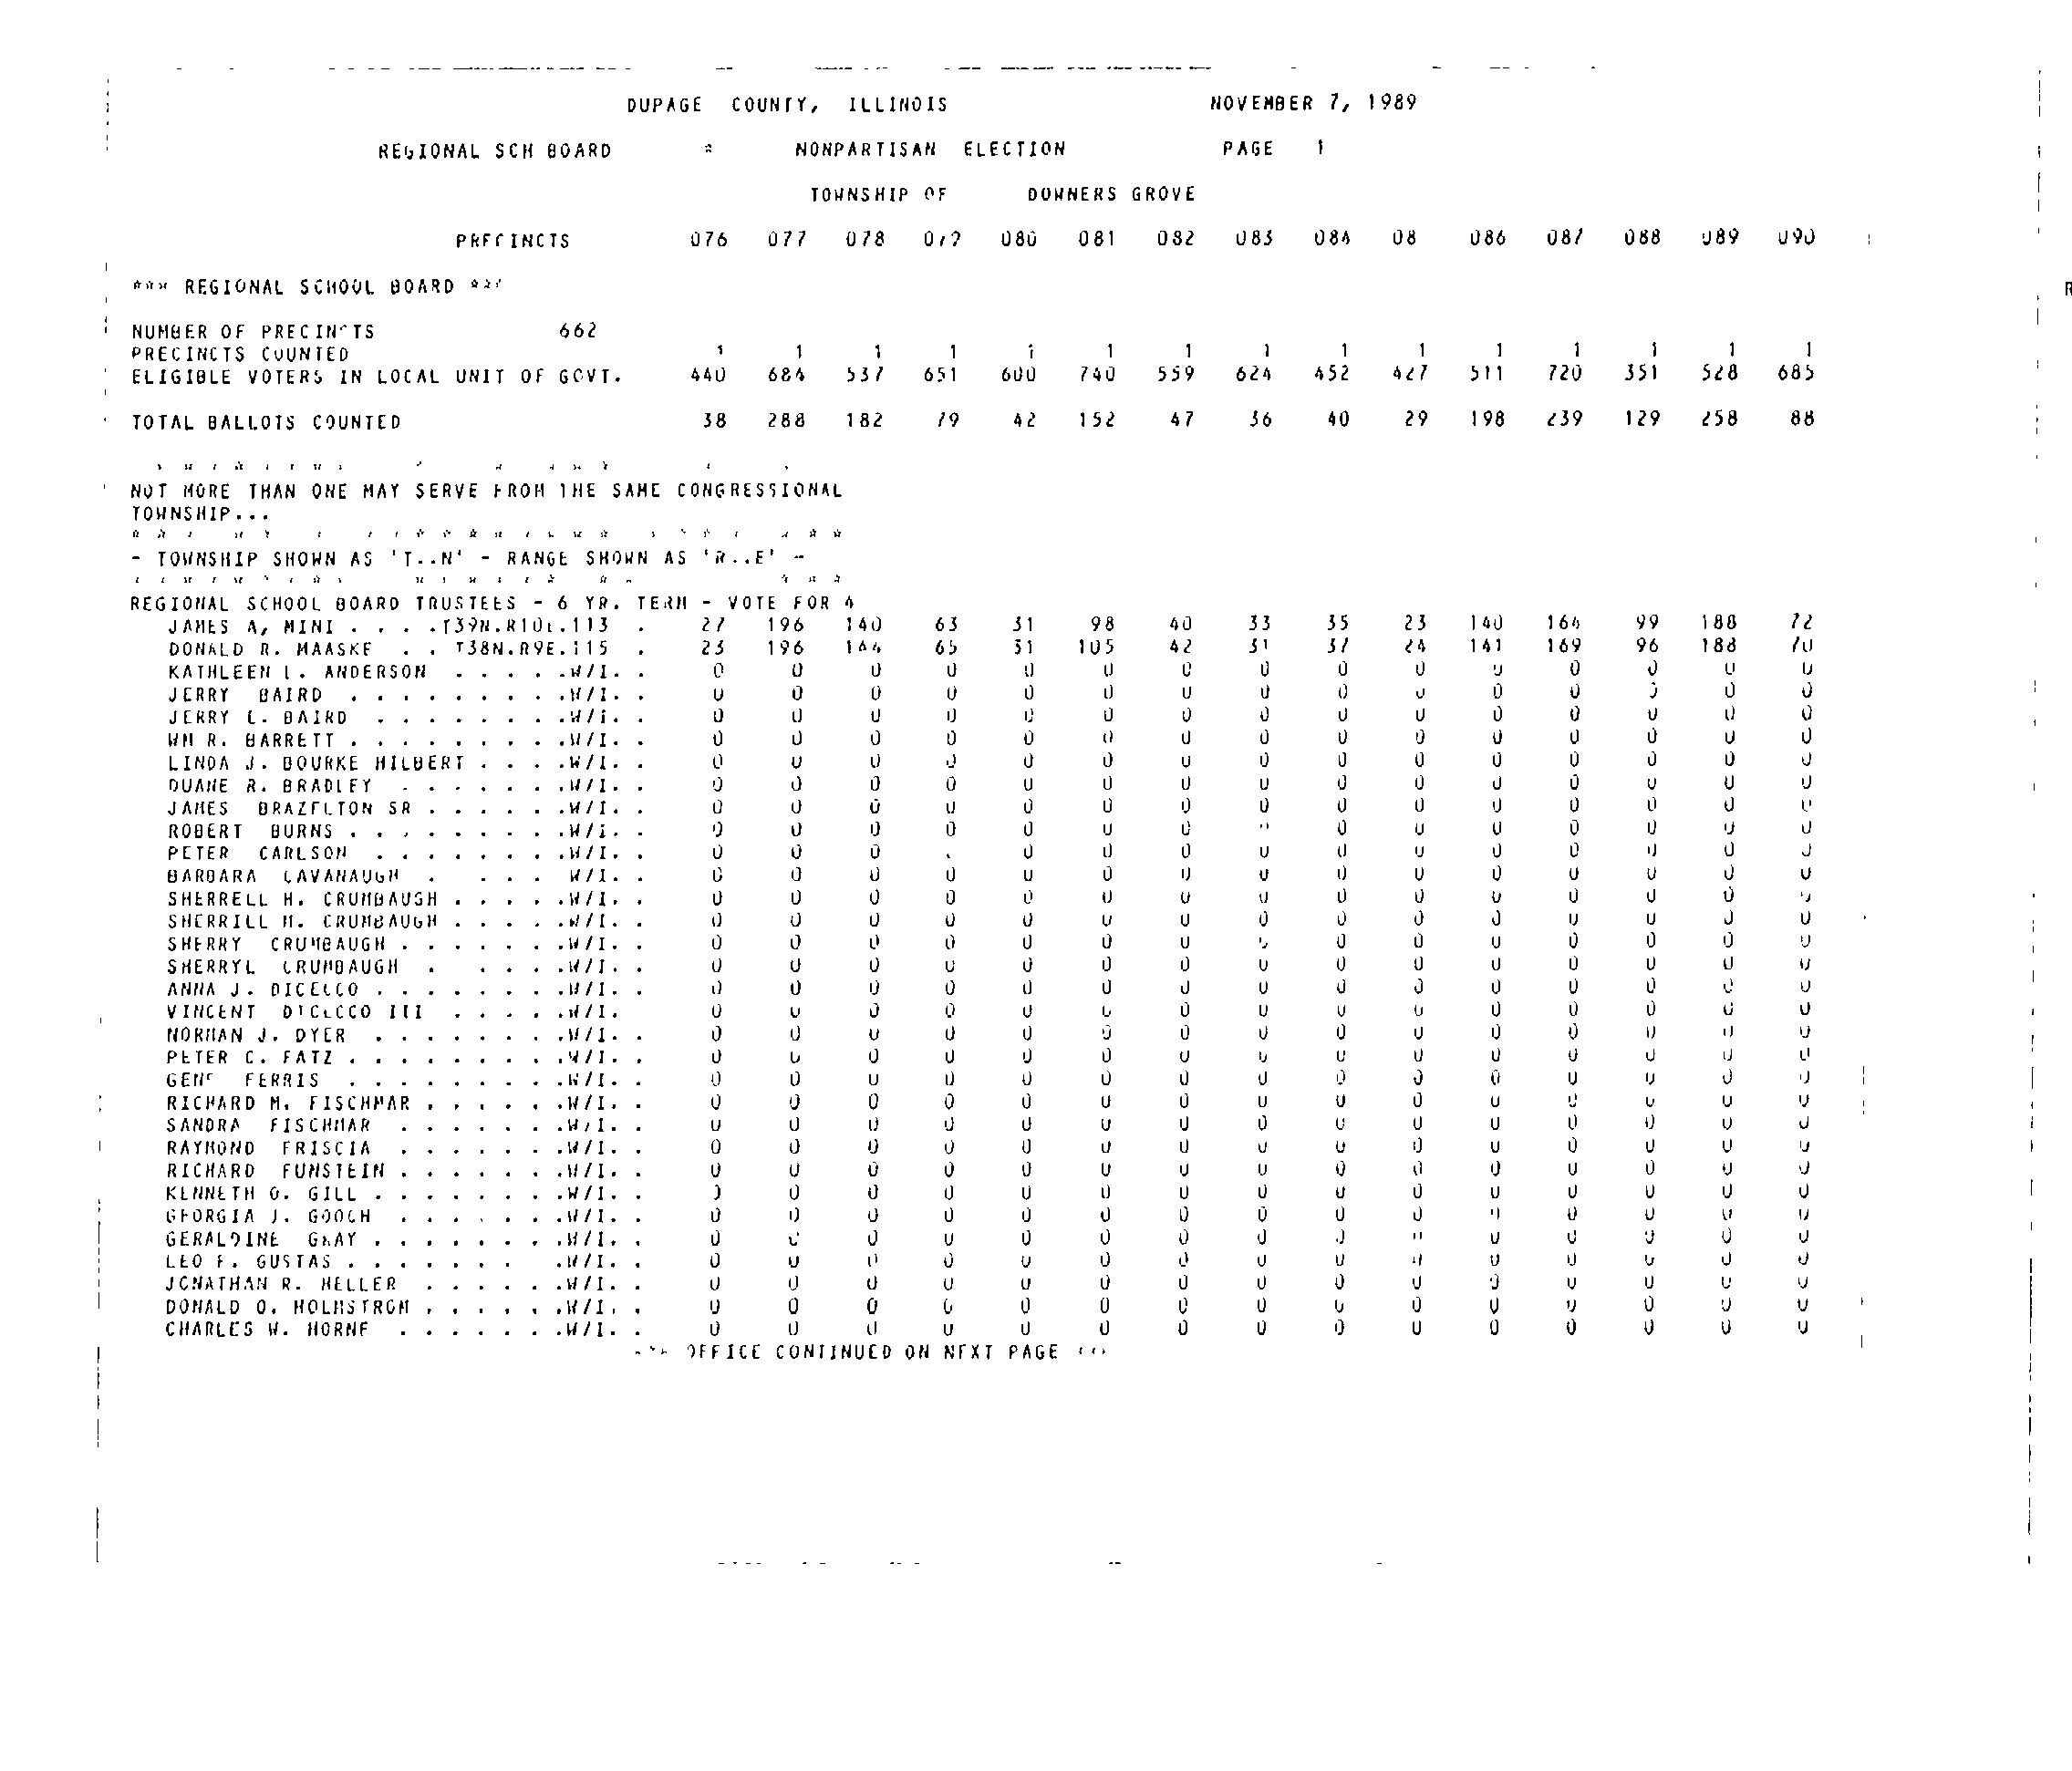 DUPAGE COUNTY, ILLINOIS NOVEMBER 7, 1989
REGIONAL SCH BOARD * NONPARTISAN ELECTION PAGE 1
TOWNSHIP OF DOWNERS GROVE
PRECINCTS 076 077 078 079 080 081 082 083 084 08 086 087 088 089 090
*** REGIONAL SCHOOL BOARD ***
NUMBER OF PRECINCTS 662
PRECINCTS COUNTED 1 1 1 1 1 1 1 1 1 1 1 1 1 1 1
ELIGIBLE VOTERS IN LOCAL UNIT OF GOVT. 440 684 537 651 600 740 559 624 452 427 511 720 351 528 685
TOTAL BALLOTS COUNTED 38 288 182 79 42 152 47 36 40 29 198 239 129 258 88
NOT MORE THAN ONE MAY SERVE FROM THE SAME CONGRESSIONAL
TOWNSHIP...
- TOWNSHIP SHOWN AS 'T..N' - RANGE SHOWN AS 'R..E' -
REGIONAL SCHOOL BOARD TRUSTEES - 6 YR. TERM - VOTE FOR 4
JAMES A, MINI . . . .T39N.R10E.113 . 27 196 140 63 31 98 40 33 35 23 140 164 99 188 72
DONALD R. MAASKE . . T38N.R9E.115 . 23 196 144 65 31 105 42 31 37 24 141 169 96 188 70
KATHLEEN L. ANDERSON . . . . .W/I. . 0 0 0 0 0 0 0 0 0 0 0 0 0 0 0
JERRY BAIRD . . . . . . . . .W/I. . 0 0 0 0 0 0 0 0 0 0 0 0 0 0 0
JERRY L. BAIRD . . . . . . . .W/I. . 0 0 0 0 0 0 0 0 0 0 0 0 0 0 0
WM R. BARRETT . . . . . . . . .W/I. . 0 0 0 0 0 0 0 0 0 0 0 0 0 0 0
LINDA J. BOURKE HILBERT . . . .W/I. . 0 0 0 0 0 0 0 0 0 0 0 0 0 0 0
DUANE R. BRADLEY . . . . . . .W/I. . 0 0 0 0 0 0 0 0 0 0 0 0 0 0 0
JAMES BRAZELTON SR . . . . . .W/I. . 0 0 0 0 0 0 0 0 0 0 0 0 0 0 0
ROBERT BURNS . . . . . . . . .W/I. . 0 0 0 0 0 0 0 0 0 0 0 0 0 0
PETER CARLSON . . . . . . . .W/I. . 0 0 0 0 0 0 0 0 0 0 0 0 0 0
BARBARA CAVANAUGH . . . . W/I. . 0 0 0 0 0 0 0 0 0 0 0 0 0 0 0
SHERRELL H. CRUMBAUGH . . . . .W/I. . 0 0 0 0 0 0 0 0 0 0 0 0 0 0 0
SHERRILL M. CRUMBAUGH . . . . .W/I. . 0 0 0 0 0 0 0 0 0 0 0 0 0 0 0
SHERRY CRUMBAUGH . . . . . . .W/I. . 0 0 0 0 0 0 0 0 0 0 0 0 0 0 0
SHERRYL CRUMBAUGH . . . . .W/I. . 0 0 0 0 0 0 0 0 0 0 0 0 0 0 0
ANNA J. DICELCO . . . . . . . .W/I. . 0 0 0 0 0 0 0 0 0 0 0 0 0 0 0
VINCENT DICECCO III . . . . .W/I. 0 0 0 0 0 0 0 0 0 0 0 0 0 0 0
NORMAN J. DYER . . . . . . . .W/I. . 0 0 0 0 0 0 0 0 0 0 0 0 0 0 0
PETER C. FATZ . . . . . . . . .W/I. . 0 0 0 0 0 0 0 0 0 0 0 0 0 0 0
GENE FERRIS . . . . . . . . .W/I. . 0 0 0 0 0 0 0 0 0 0 0 0 0 0 0
RICHARD M. FISCHMAR . . . . . .W/I. . 0 0 0 0 0 0 0 0 0 0 0 0 0 0 0
SANDRA FISCHMAR . . . . . . .W/I. . 0 0 0 0 0 0 0 0 0 0 0 0 0 0 0
RAYMOND FRISCIA . . . . . . .W/I. . 0 0 0 0 0 0 0 0 0 0 0 0 0 0 0
RICHARD FUNSTEIN . . . . . . .W/I. . 0 0 0 0 0 0 0 0 0 0 0 0 0 0 0
KENNETH O. GILL . . . . . . . .W/I. . 0 0 0 0 0 0 0 0 0 0 0 0 0 0 0
GEORGIA J. GOOCH . . . . . . .W/I. . 0 0 0 0 0 0 0 0 0 0 0 0 0 0 0
GERALDINE GRAY . . . . . . . .W/I. . 0 0 0 0 0 0 0 0 0 0 0 0 0 0 0
LEO F. GUSTAS . . . . . . .W/I. . 0 0 0 0 0 0 0 0 0 0 0 0 0 0 0
JONATHAN R. HELLER . . . . . .W/I. . 0 0 0 0 0 0 0 0 0 0 0 0 0 0 0
DONALD O. HOLMSTROM . . . . . .W/I. . 0 0 0 0 0 0 0 0 0 0 0 0 0 0 0
CHARLES W. HORNE . . . . . . .W/I. . 0 0 0 0 0 0 0 0 0 0 0 0 0 0 0
*** OFFICE CONTINUED ON NEXT PAGE ***